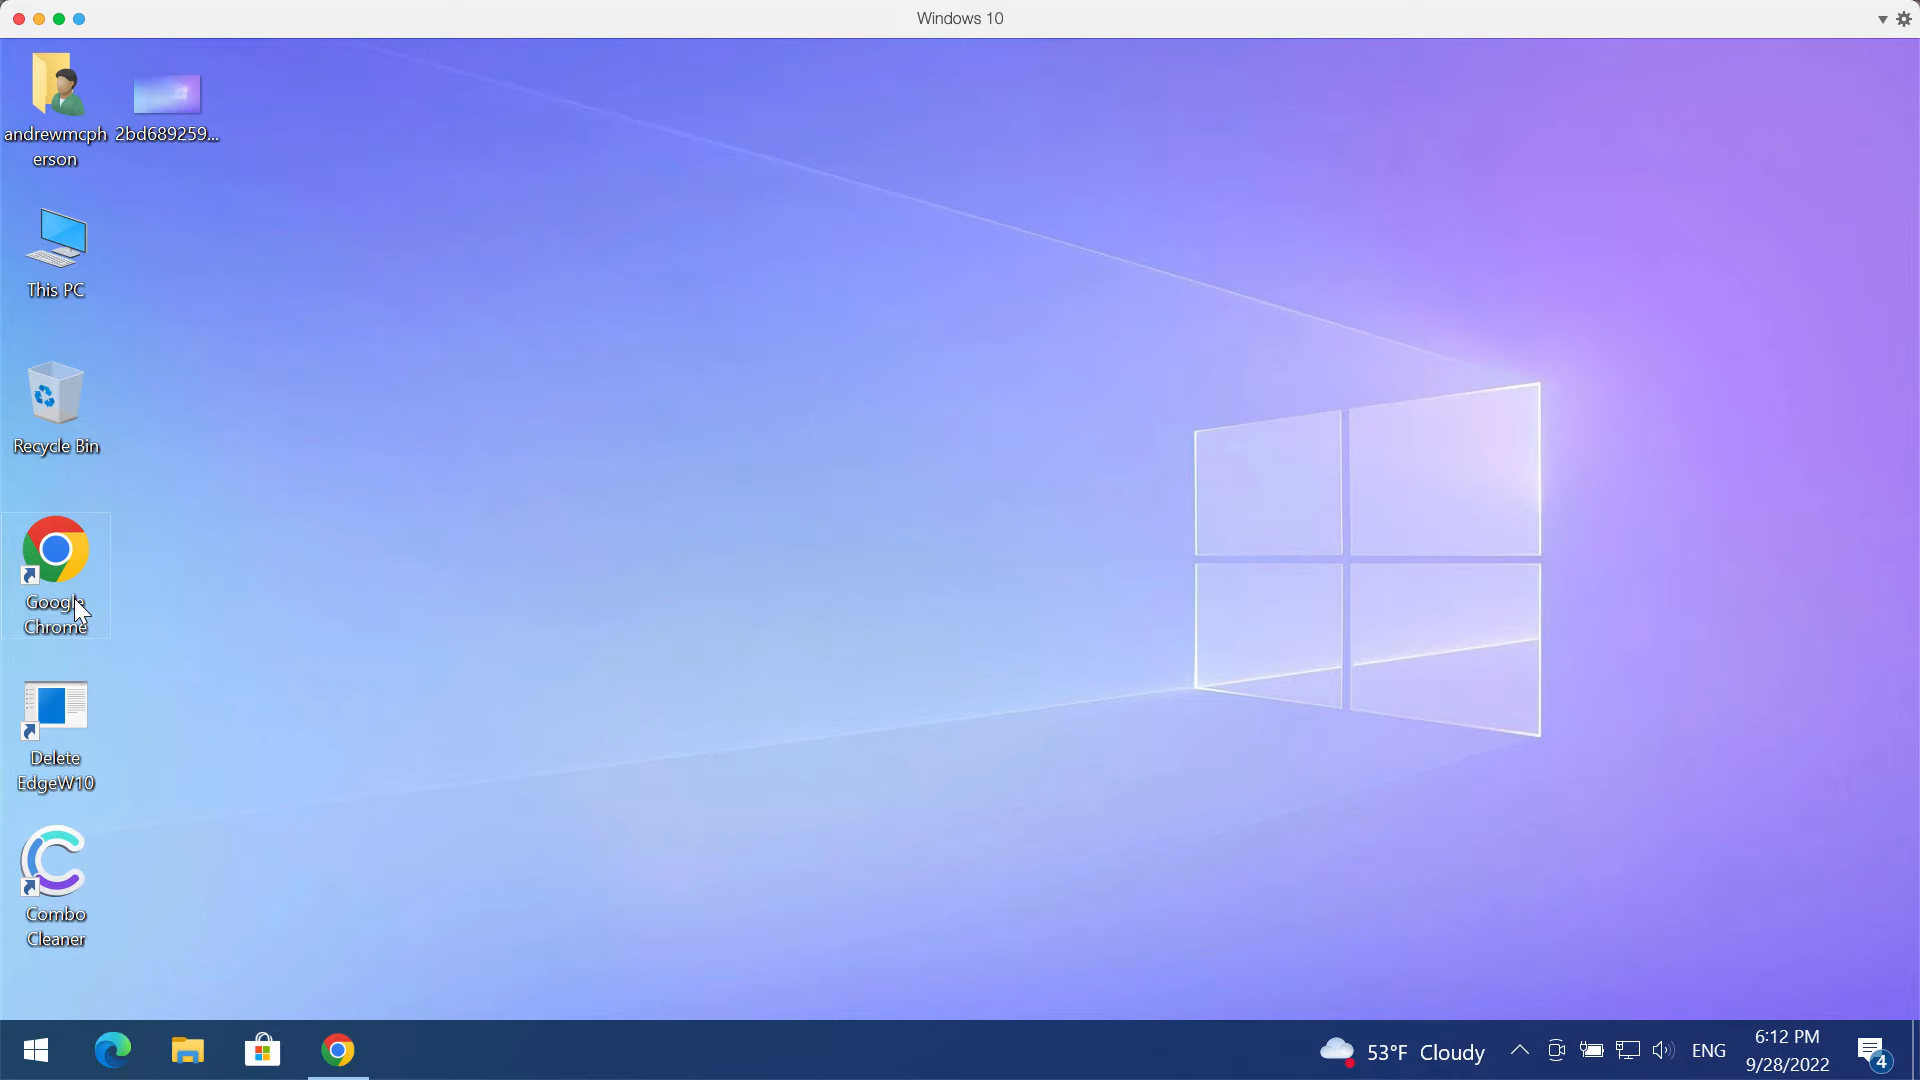 Windows 10
andrewmcph
erson
2bd689259...
This PC
Recycle Bin
Google
Chrome
Delete
EdgeW10
Combo
Cleaner
53°F Cloudy
ENG
6:12 PM
9/28/2022
4